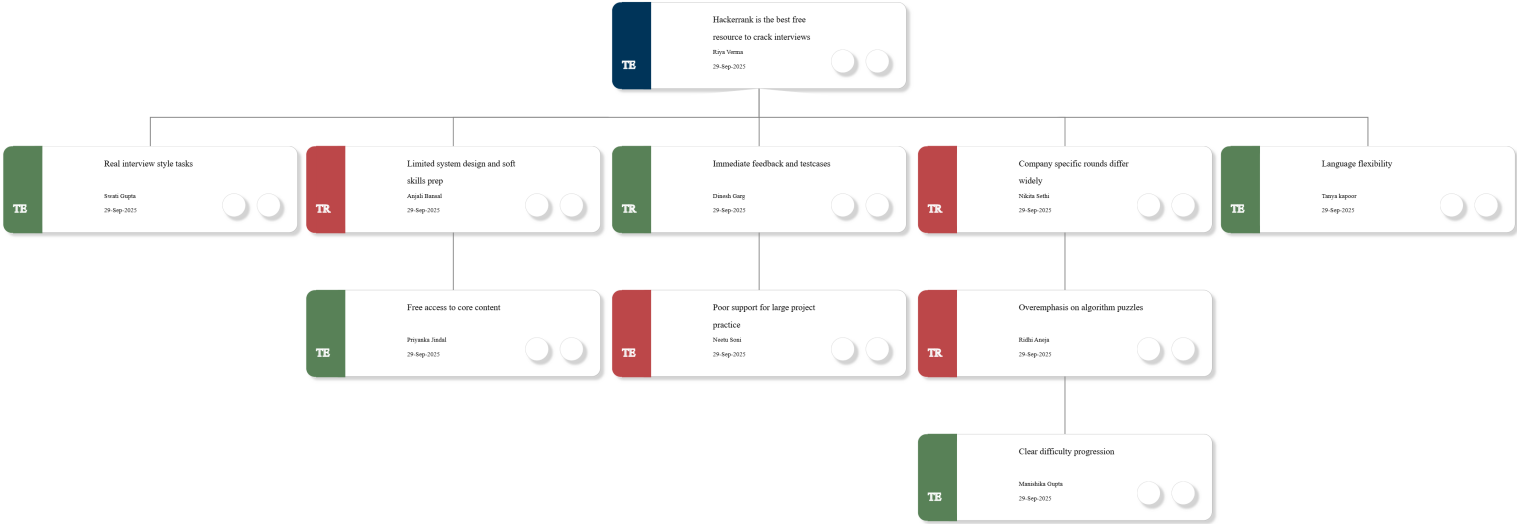 Hackerrank is the best free
resource to crack interviews
Riya Verma
29-Sep-2025
TE
Real interview style tasks
Swati Gupta
29-Sep-2025
TE
Limited system design and soft
skills prep
Anjali Bansal
29-Sep-2025
TR
Immediate feedback and testcases
Dinesh Garg
29-Sep-2025
TR
Company specific rounds differ
widely
Nikita Sethi
29-Sep-2025
TR
Language flexibility
Tanya kapoor
29-Sep-2025
TE
Free access to core content
Priyanka Jindal
29-Sep-2025
TE
Poor support for large project
practice
Neetu Soni
29-Sep-2025
TE
Overemphasis on algorithm puzzles
Ridhi Aneja
29-Sep-2025
TR
Clear difficulty progression
Manishka Gupta
29-Sep-2025
TE